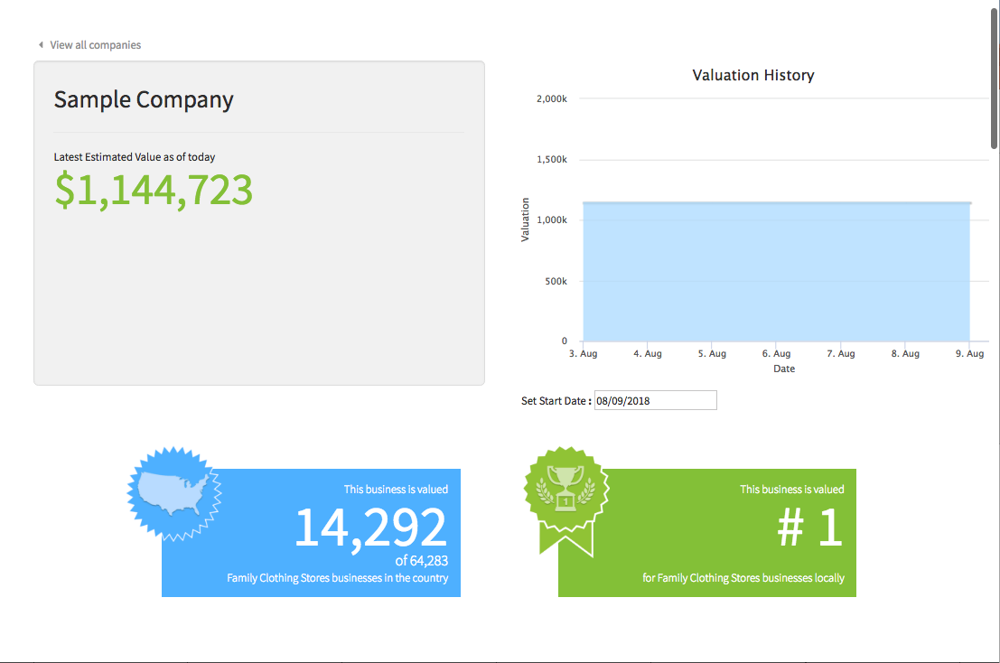 View all companies
Sample Company
Latest Estimated Value as of today
$1,144,723
Valuation History
2,000k
1,500k
1,000k
500k
0
Valuation
3. Aug 4. Aug 5. Aug 6. Aug 7. Aug 8. Aug 9. Aug
Date
Set Start Date : 08/09/2018
This business is valued
14,292
of 64,283
Family Clothing Stores businesses in the country
1
This business is valued
# 1
for Family Clothing Stores businesses locally